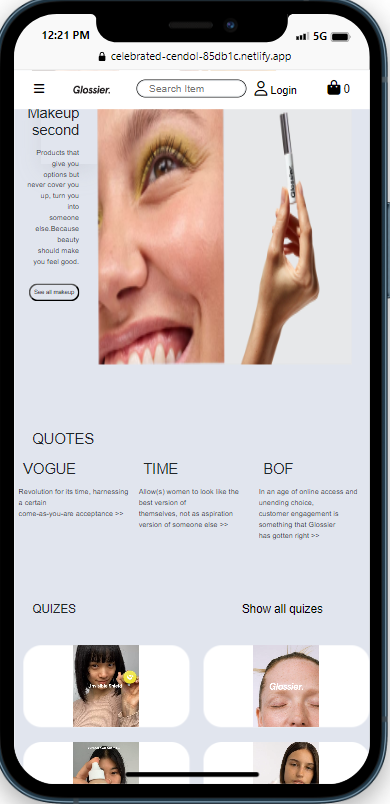 12:21 PM 5G
celebrated-cendol-85db1c.netlify.app
Glossier. Search Item Login 0
Makeup
second
Products that
give you
options but
never cover you
up, turn you
into
someone
else.Because
beauty
should make
you feel good.
See all makeup
Glossier.
QUOTES
VOGUE
Revolution for its time, harnessing
a certain
come-as-you-are acceptance >>
TIME
Allow(s) women to look like the
best version of
themselves, not as aspiration
version of someone else >>
BOF
In an age of online access and
unending choice,
customer engagement is
something that Glossier
has gotten right >>
QUIZES Show all quizes
Invisible Shield
Glossier.